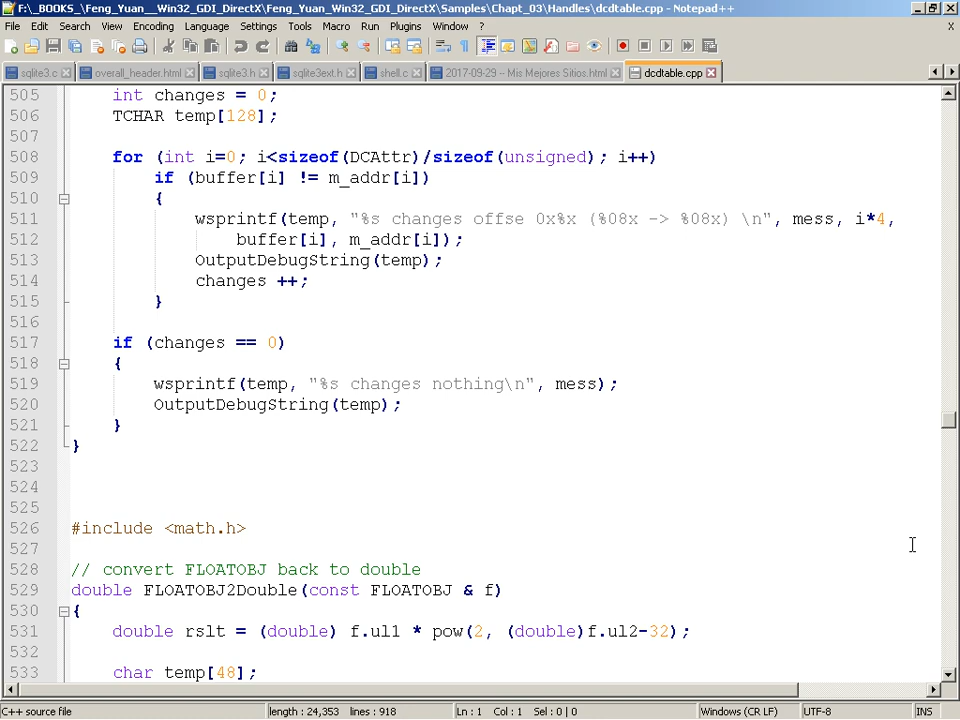 F:\_BOOKS_\Feng_Yuan__Win32_GDI_DirectX\Feng_Yuan_Win32_GDI_DirectX\Samples\Chapt_03\Handles\dcdtable.cpp - Notepad++
File Edit Search View Encoding Language Settings Tools Macro Run Plugins Window ? X
sqlite3.c overall_header.html sqlite3.h sqlite3ext.h shell.c 2017-09-29 -- Mis Mejores Sitios.html dcdtable.cpp
505 int changes = 0;
506 TCHAR temp[128];
507
508 for (int i=0; i<sizeof(DCAttr)/sizeof(unsigned); i++)
509 if (buffer[i] != m_addr[i])
510 {
511 wsprintf(temp, "%s changes offse 0x%x (%08x -> %08x) \n", mess, i*4,
512 buffer[i], m_addr[i]);
513 OutputDebugString(temp);
514 changes ++;
515 }
516
517 if (changes == 0)
518 {
519 wsprintf(temp, "%s changes nothing\n", mess);
520 OutputDebugString(temp);
521 }
522 }
523
524
525
526 #include <math.h>
527
528 // convert FLOATOBJ back to double
529 double FLOATOBJ2Double(const FLOATOBJ & f)
530 {
531 double rslt = (double) f.ul1 * pow(2, (double)f.ul2-32);
532
533 char temp[48];
C++ source file length : 24,353 lines : 918 Ln : 1 Col : 1 Sel : 0 | 0 Windows (CR LF) UTF-8 INS